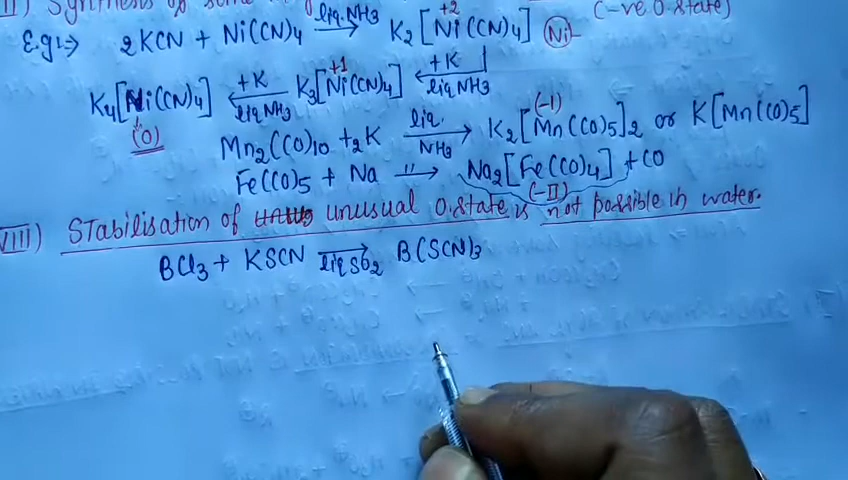 II) Synthesis of some (-ve O.state)
E.g:→ 2KCN + Ni(CN)4 liq.NH3 → K2[Ni(CN)4] +2 Ni-
K4[Ni(CN)4] ← +K liq NH3 K3[Ni(CN)4] +1 ← +K liq NH3
(0)
Mn2(CO)10 + 2K liq. NH3 → K2[Mn(CO)5]2 (-1) or K[Mn(CO)5]
Fe(CO)5 + Na " → Na2[Fe(CO)4] + CO
(-II)
VIII) Stabilisation of unusual O.state is not possible in water.
BCl3 + KSCN liq SO2 → B(SCN)3